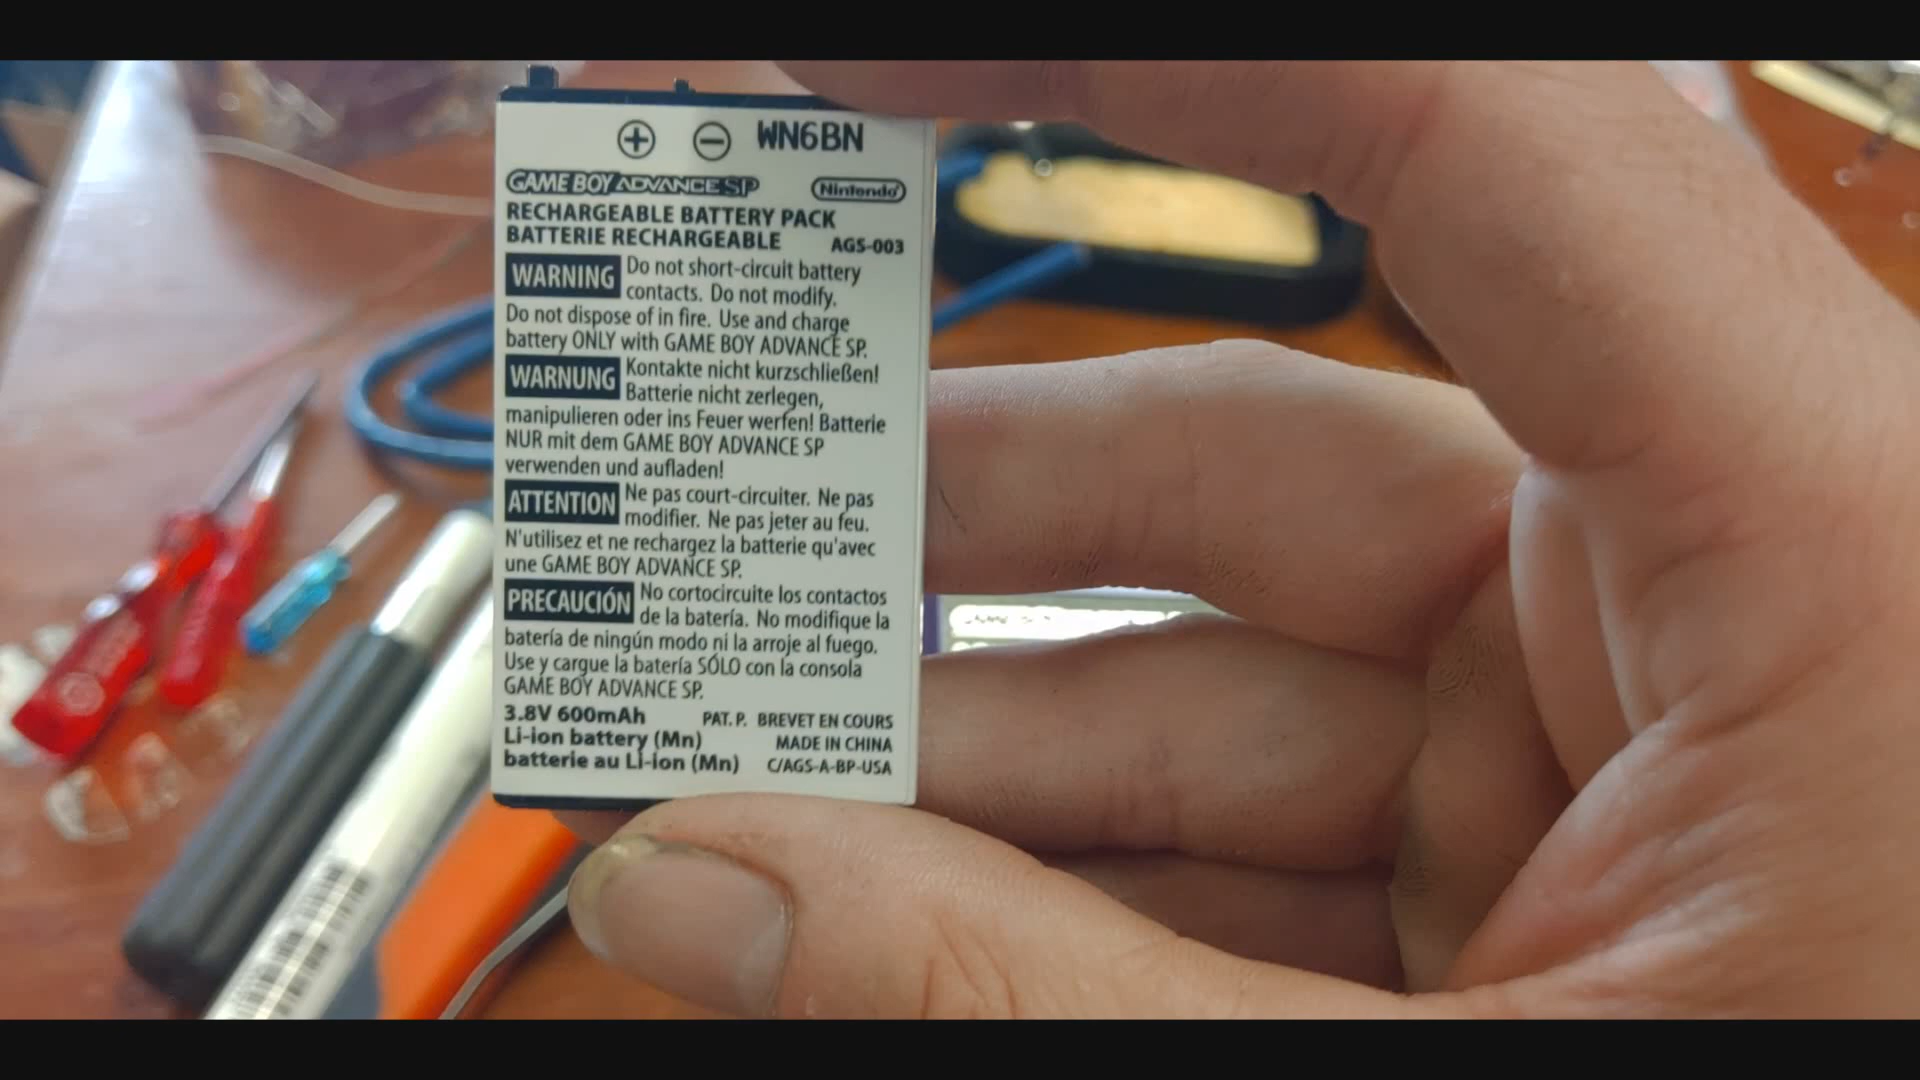 WN6BN
GAME BOY ADVANCE SP Nintendo
RECHARGEABLE BATTERY PACK
BATTERIE RECHARGEABLE AGS-003
WARNING Do not short-circuit battery
contacts. Do not modify.
Do not dispose of in fire. Use and charge
battery ONLY with GAME BOY ADVANCE SP.
WARNUNG Kontakte nicht kurzschließen!
Batterie nicht zerlegen,
manipulieren oder ins Feuer werfen! Batterie
NUR mit dem GAME BOY ADVANCE SP
verwenden und aufladen!
ATTENTION Ne pas court-circuiter. Ne pas
modifier. Ne pas jeter au feu.
N'utilisez et ne rechargez la batterie qu'avec
une GAME BOY ADVANCE SP.
PRECAUCIÓN No cortocircuite los contactos
de la batería. No modifique la
batería de ningún modo ni la arroje al fuego.
Use y cargue la batería SÓLO con la consola
GAME BOY ADVANCE SP.
3.8V 600mAh PAT. P. BREVET EN COURS
Li-ion battery (Mn) MADE IN CHINA
batterie au Li-ion (Mn) C/AGS-A-BP-USA